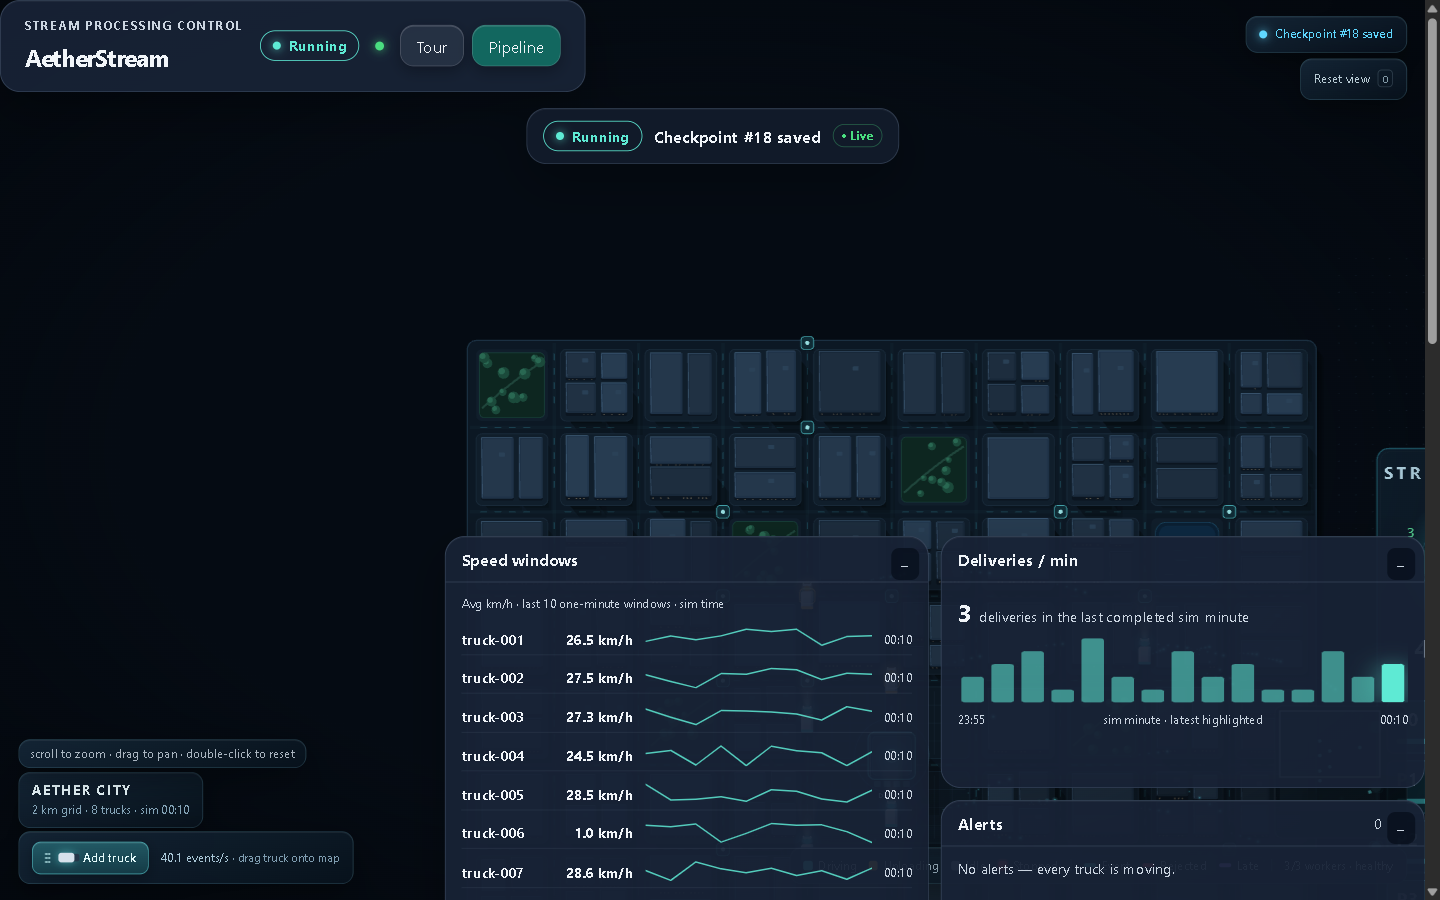 STREAM PROCESSING CONTROL
AetherStream
Running
Tour
Pipeline
Checkpoint #18 saved
Reset view 0
Running Checkpoint #18 saved • Live
STR
3
Speed windows –
Avg km/h · last 10 one-minute windows · sim time
truck-001 26.5 km/h 00:10
truck-002 27.5 km/h 00:10
truck-003 27.3 km/h 00:10
truck-004 24.5 km/h 00:10
truck-005 28.5 km/h 00:10
truck-006 1.0 km/h 00:10
truck-007 28.6 km/h 00:10
Deliveries / min –
3 deliveries in the last completed sim minute
23:55 sim minute · latest highlighted 00:10
Alerts 0 –
No alerts — every truck is moving.
scroll to zoom · drag to pan · double-click to reset
AETHER CITY
2 km grid · 8 trucks · sim 00:10
Add truck 40.1 events/s · drag truck onto map